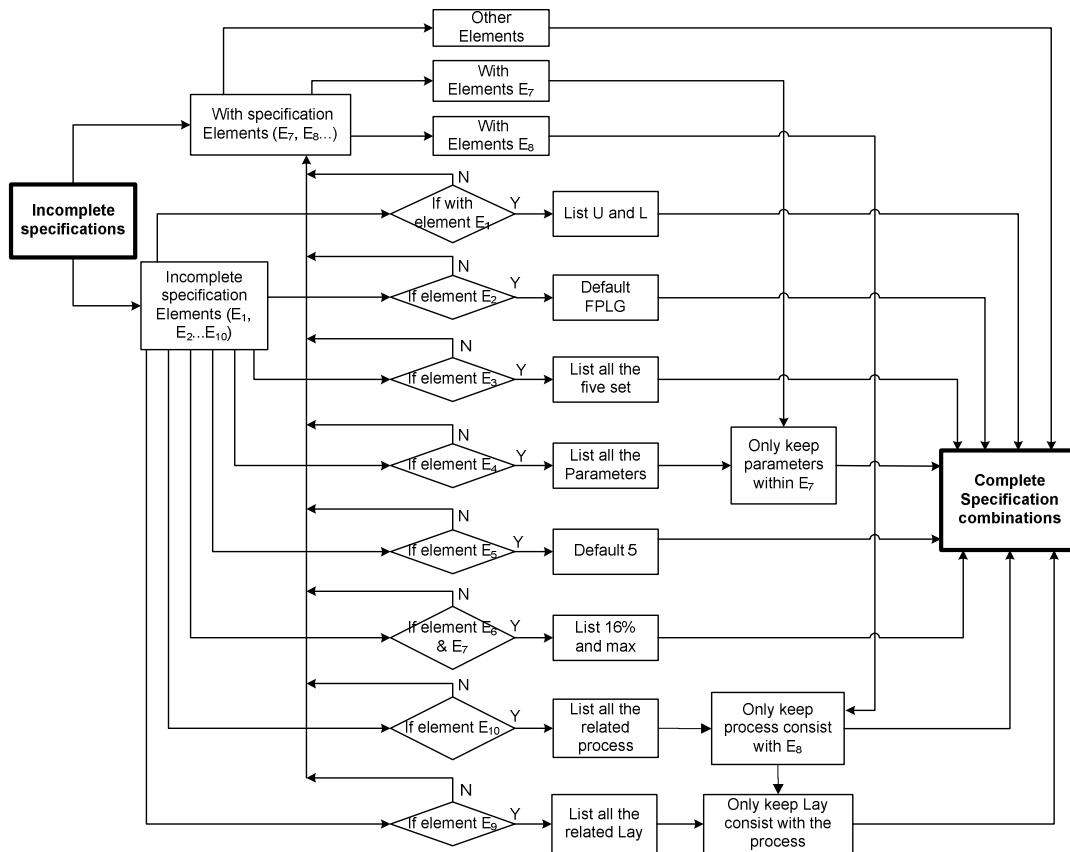 Other
Elements
With
Elements E₇
With specification
Elements (E₇, E₈...)
With
Elements E₈
Incomplete
specifications
N
If with
element E₁
Y
List U and L
Incomplete
specification
Elements (E₁,
E₂...E₁₀)
N
If element E₂
Y
Default
FPLG
N
If element E₃
Y
List all the
five set
N
If element E₄
Y
List all the
Parameters
Only keep
parameters
within E₇
Complete
Specification
combinations
N
If element E₅
Y
Default 5
N
If element E₆
& E₇
Y
List 16%
and max
N
If element E₁₀
Y
List all the
related
process
Only keep
process consist
with E₈
N
If element E₉
Y
List all the
related Lay
Only keep Lay
consist with the
process